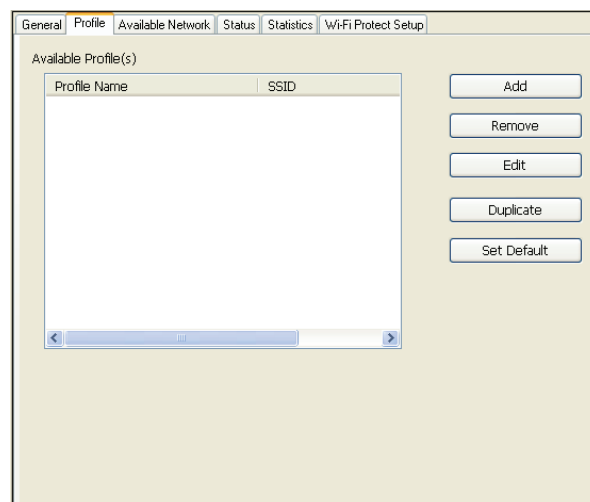 General Profile Available Network Status Statistics Wi-Fi Protect Setup
Available Profile(s)
Profile Name SSID
Add
Remove
Edit
Duplicate
Set Default